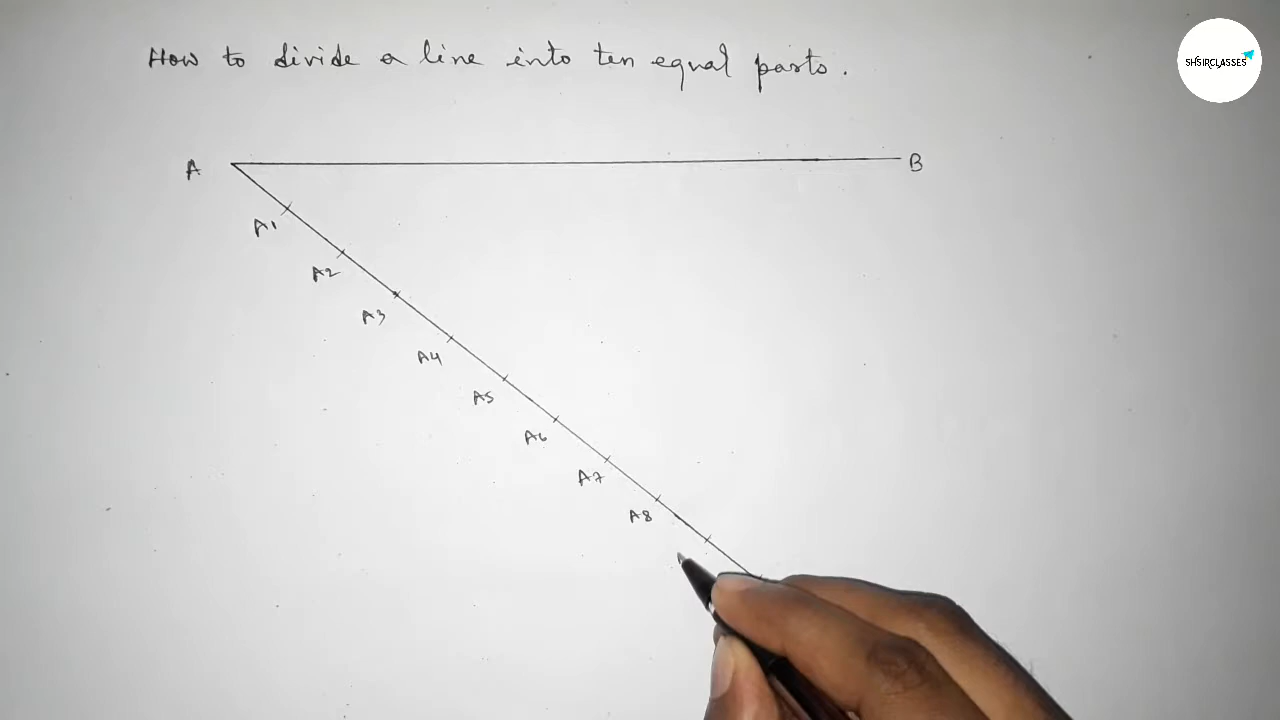 How to divide a line into ten equal parts.
SHSIRCLASSES
A
B
A1
A2
A3
A4
A5
A6
A7
A8